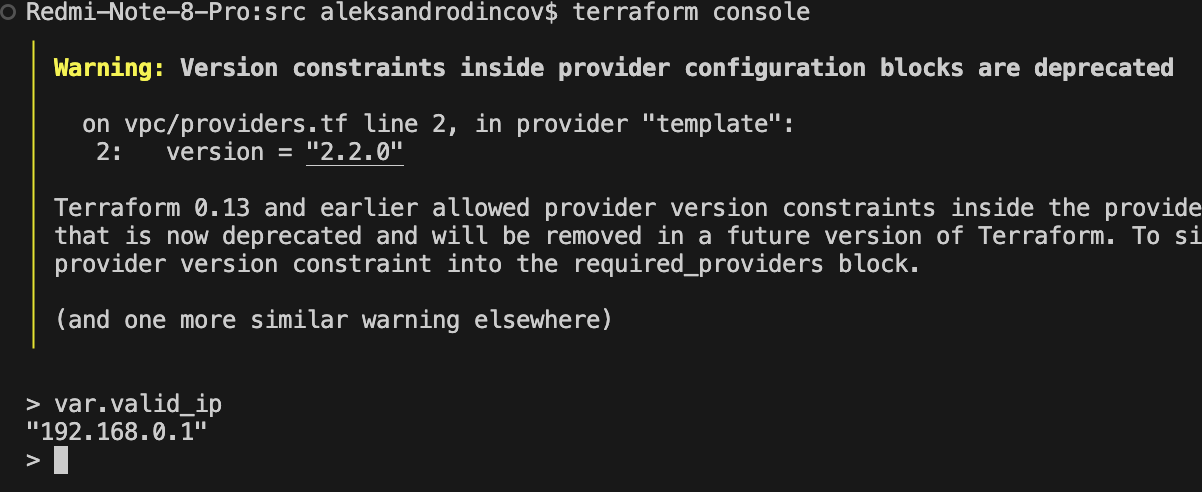 Redmi-Note-8-Pro:src aleksandrodincov$ terraform console
Warning: Version constraints inside provider configuration blocks are deprecated
on vpc/providers.tf line 2, in provider "template":
2: version = "2.2.0"
Terraform 0.13 and earlier allowed provider version constraints inside the provide
that is now deprecated and will be removed in a future version of Terraform. To si
provider version constraint into the required_providers block.
(and one more similar warning elsewhere)
> var.valid_ip
"192.168.0.1"
>